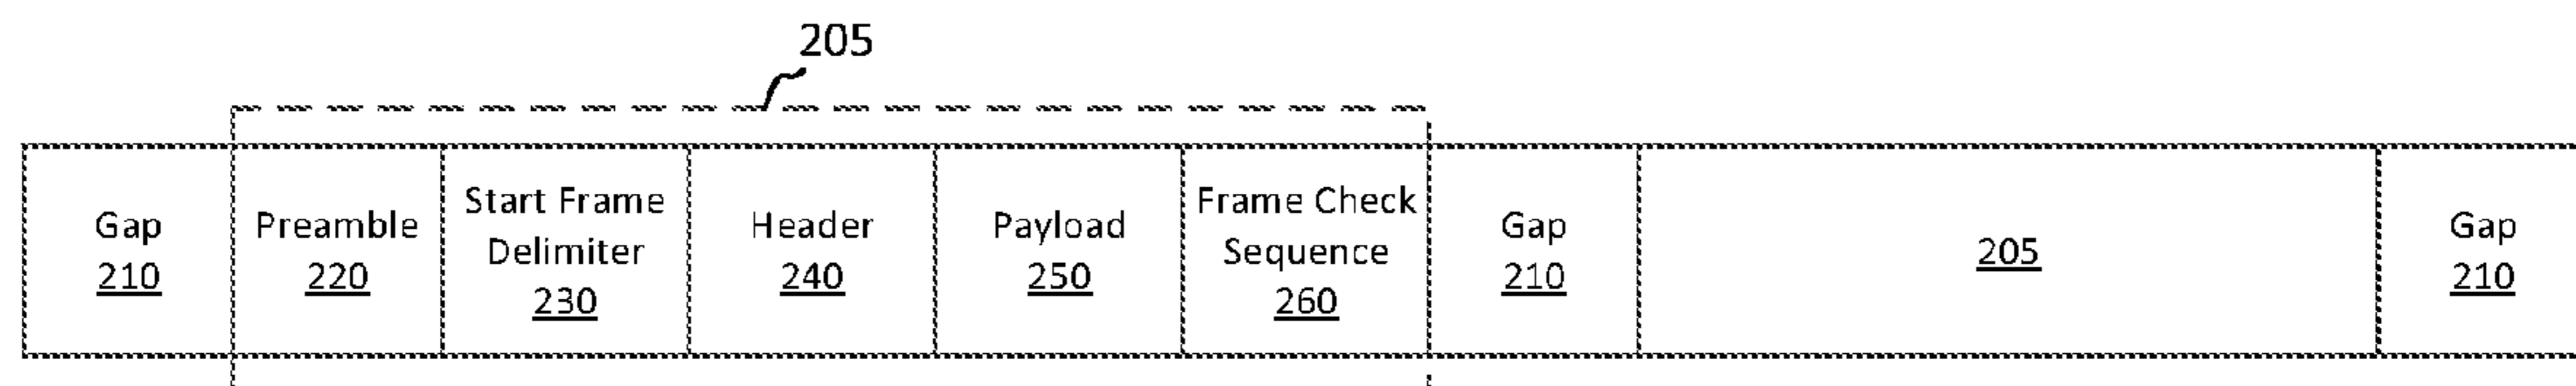 205
Gap
210
Preamble
220
Start Frame
Delimiter
230
Header
240
Payload
250
Frame Check
Sequence
260
Gap
210
205
Gap
210